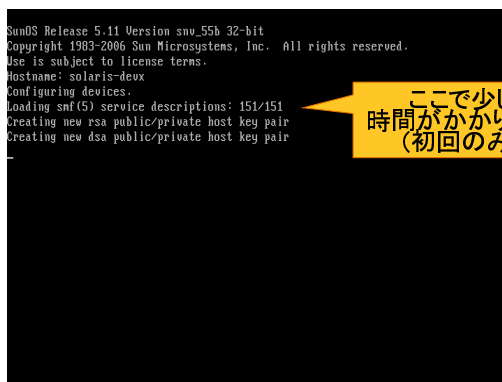 SunOS Release 5.11 Version snv_55b 32-bit
Copyright 1983-2006 Sun Microsystems, Inc.  All rights reserved.
Use is subject to license terms.
Hostname: solaris-devx
Configuring devices.
Loading smf(5) service descriptions: 151/151
Creating new rsa public/private host key pair
Creating new dsa public/private host key pair
ここで少し
時間がかかり
(初回のみ